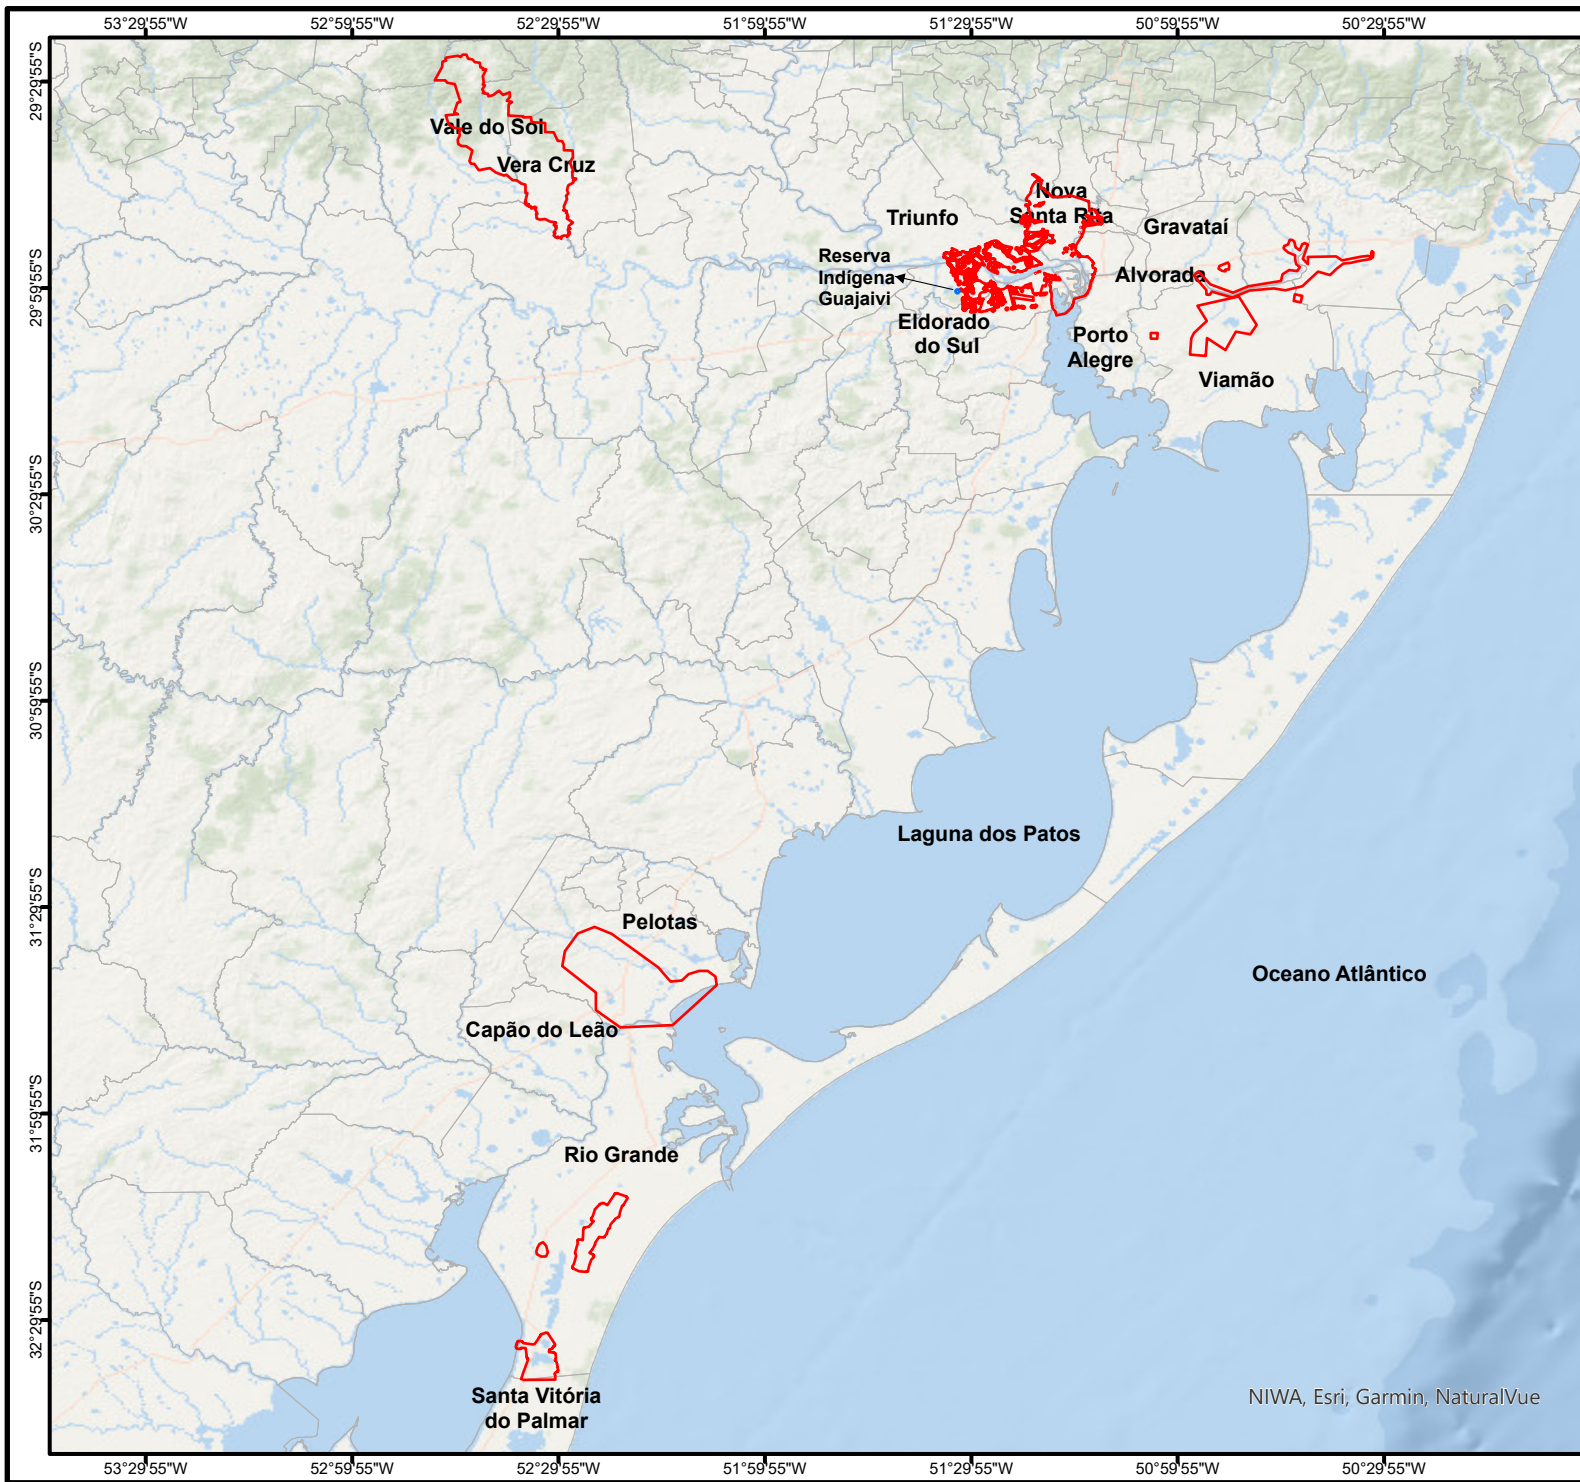 53°29'55"W
52°59'55"W
52°29'55"W
51°59'55"W
51°29'55"W
50°59'55"W
50°29'55"W
29°29'55"S
29°59'55"S
30°29'55"S
30°59'55"S
31°29'55"S
31°59'55"S
32°29'55"S
Vale do Sol
Vera Cruz
Nova
Santa Rita
Triunfo
Gravataí
Reserva
Indígena
Guajaivi
Alvorada
Eldorado
do Sul
Porto
Alegre
Viamão
Laguna dos Patos
Pelotas
Oceano Atlântico
Capão do Leão
Rio Grande
Santa Vitória
do Palmar
NIWA, Esri, Garmin, NaturalVue
53°29'55"W
52°59'55"W
52°29'55"W
51°59'55"W
51°29'55"W
50°59'55"W
50°29'55"W